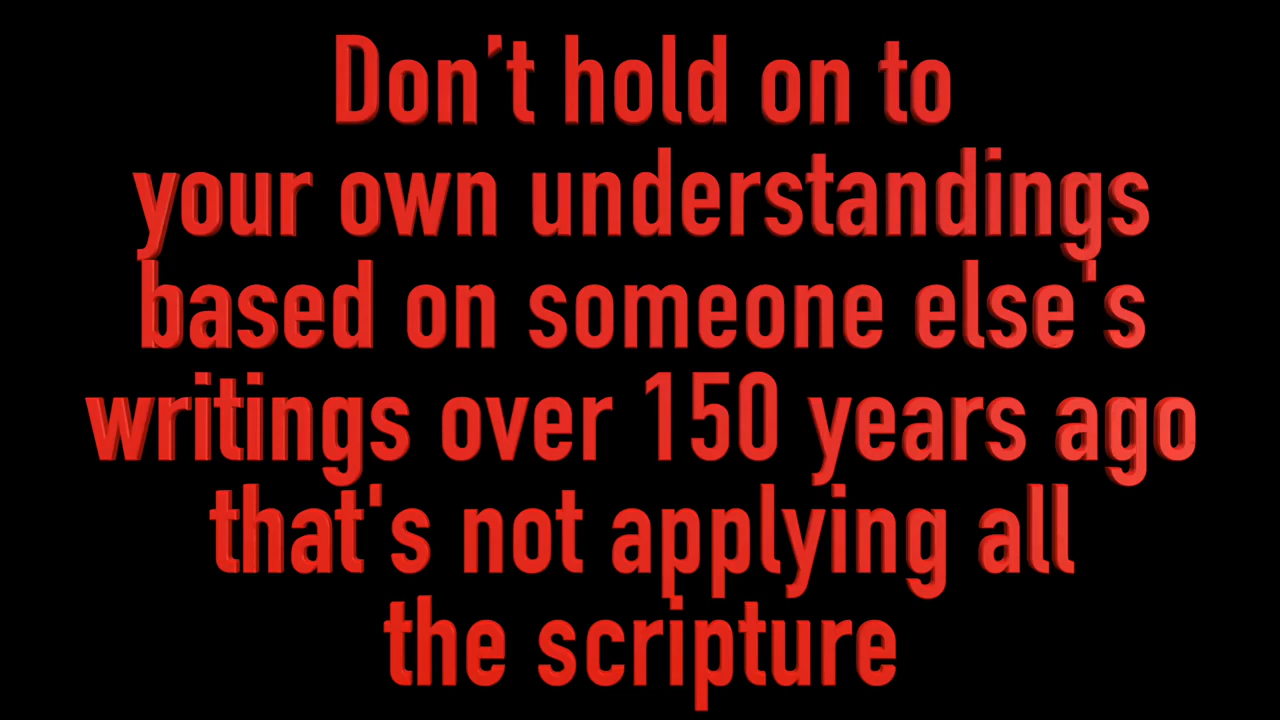 Don’t hold on to
your own understandings
based on someone else's
writings over 150 years ago
that's not applying all
the scripture